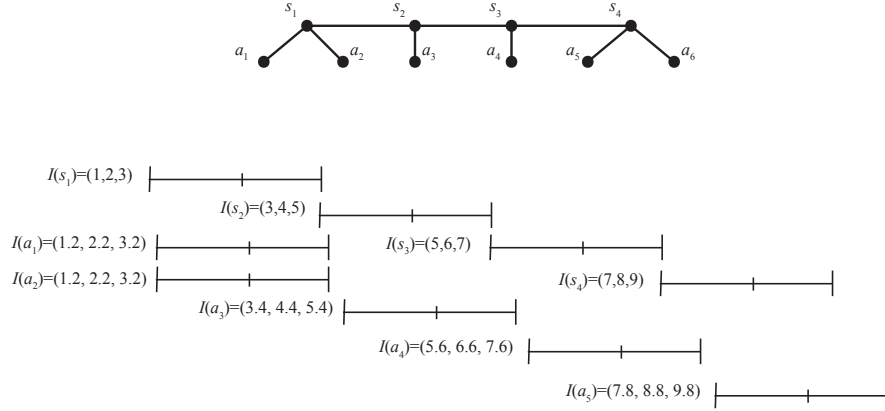 s1 s2 s3 s4
a1 a2 a3 a4 a5 a6
I(s1)=(1,2,3)
I(s2)=(3,4,5)
I(a1)=(1.2, 2.2, 3.2) I(s3)=(5,6,7)
I(a2)=(1.2, 2.2, 3.2) I(s4)=(7,8,9)
I(a3)=(3.4, 4.4, 5.4)
I(a4)=(5.6, 6.6, 7.6)
I(a5)=(7.8, 8.8, 9.8)